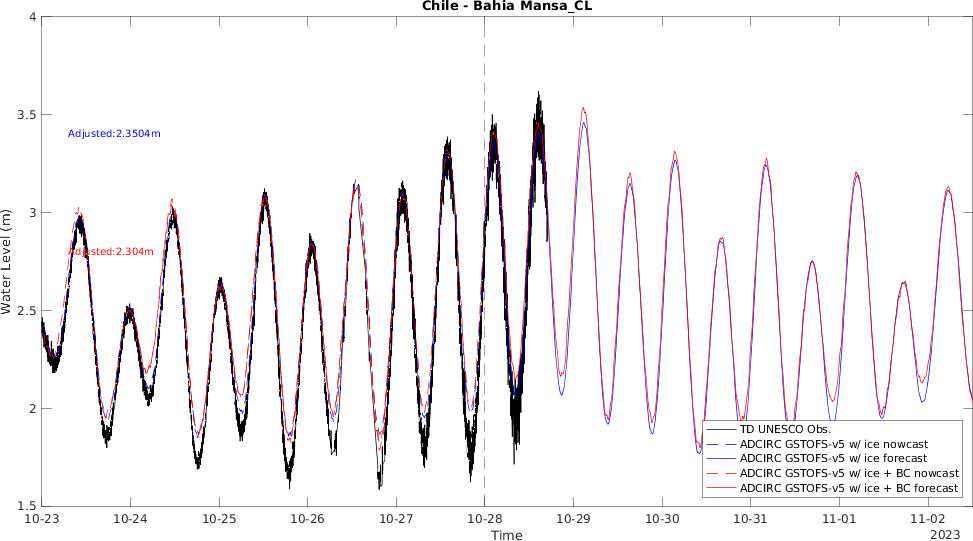 Chile - Bahia Mansa_CL
4
3.5
3
2.5
2
1.5
Water Level (m)
Adjusted:2.3504m
Adjusted:2.304m
TD UNESCO Obs.
ADCIRC GSTOFS-v5 w/ ice nowcast
ADCIRC GSTOFS-v5 w/ ice forecast
ADCIRC GSTOFS-v5 w/ ice + BC nowcast
ADCIRC GSTOFS-v5 w/ ice + BC forecast
10-23 10-24 10-25 10-26 10-27 10-28 10-29 10-30 10-31 11-01 11-02
Time
2023